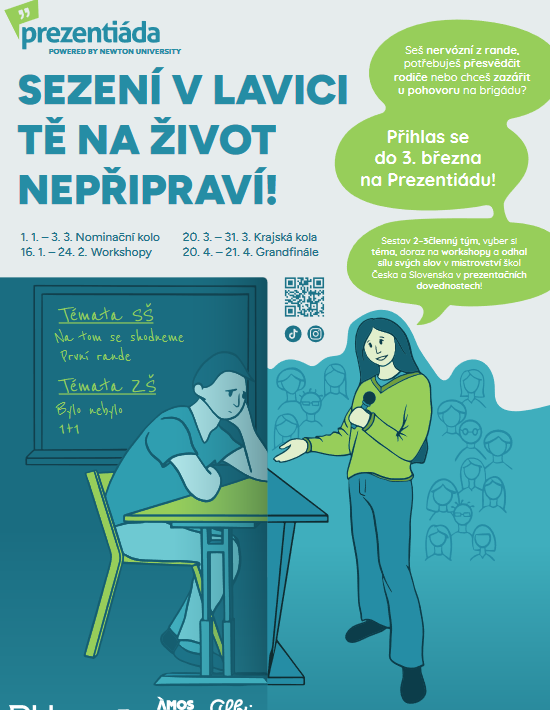 prezentiáda
POWERED BY NEWTON UNIVERSITY
SEZENÍ V LAVICI
TĚ NA ŽIVOT
NEPŘIPRAVÍ!
1. 1. – 3. 3. Nominační kolo
16. 1. – 24. 2. Workshopy
20. 3. – 31. 3. Krajská kola
20. 4. – 21. 4. Grandfinále
Seš nervózní z rande,
potřebuješ přesvědčit
rodiče nebo chceš zazářit
u pohovoru na brigádu?
Přihlas se
do 3. března
na Prezentiádu!
Sestav 2-3členný tým, vyber si
téma, doraz na workshopy a odhal
sílu svých slov v mistrovství škol
Česka a Slovenska v prezentačních
dovednostech!
Témata SŠ
Na tom se shodneme
První rande
Témata ZŠ
Bylo nebylo
1+1
ÁMOS